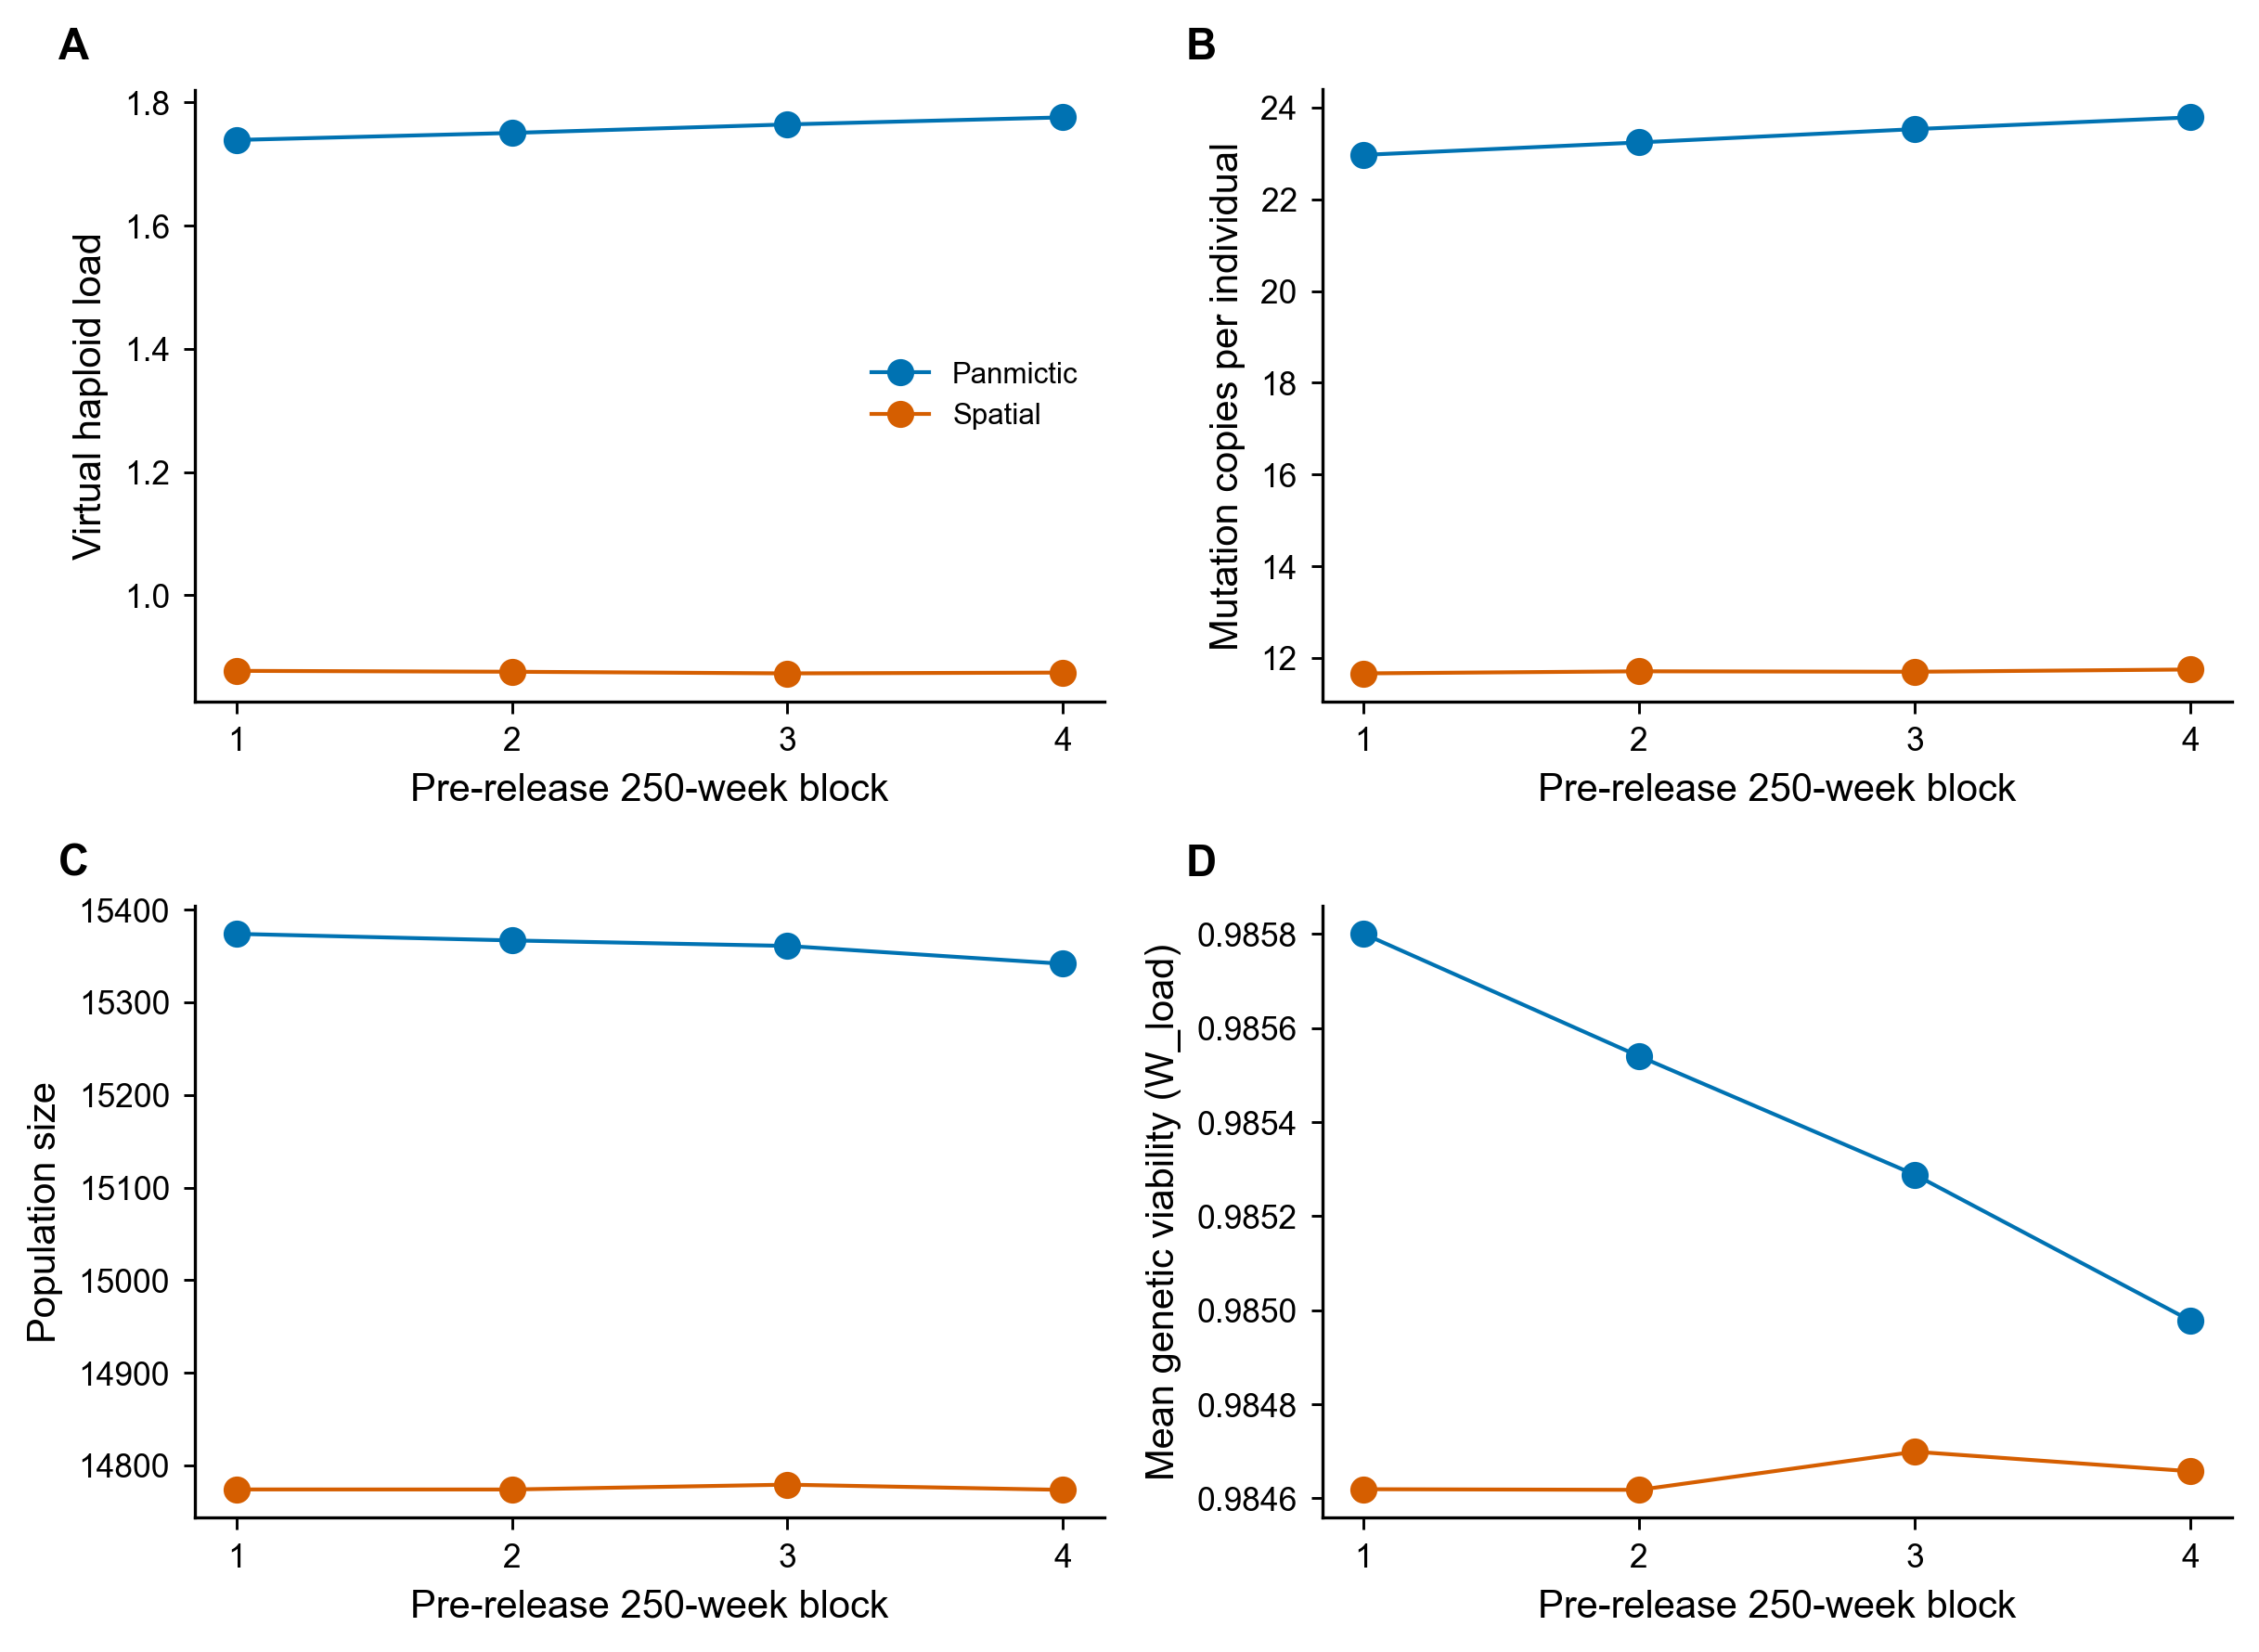 A
Virtual haploid load
1.8
1.6
1.4
1.2
1.0
Panmictic
Spatial
1 2 3 4
Pre-release 250-week block
B
Mutation copies per individual
24
22
20
18
16
14
12
1 2 3 4
Pre-release 250-week block
C
Population size
15400
15300
15200
15100
15000
14900
14800
1 2 3 4
Pre-release 250-week block
D
Mean genetic viability (W_load)
0.9858
0.9856
0.9854
0.9852
0.9850
0.9848
0.9846
1 2 3 4
Pre-release 250-week block